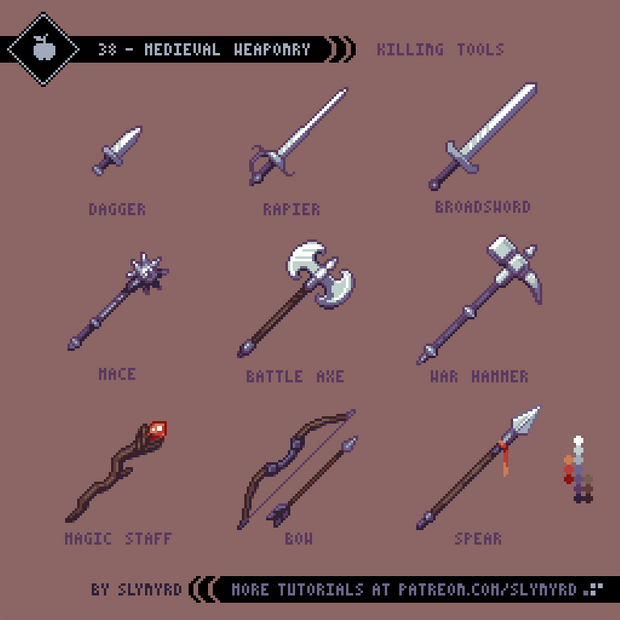 38 - MEDIEVAL WEAPONRY KILLING TOOLS
DAGGER RAPIER BROADSWORD
MACE BATTLE AXE WAR HAMMER
MAGIC STAFF BOW SPEAR
BY SLYNYRD MORE TUTORIALS AT PATREON.COM/SLYNYRD